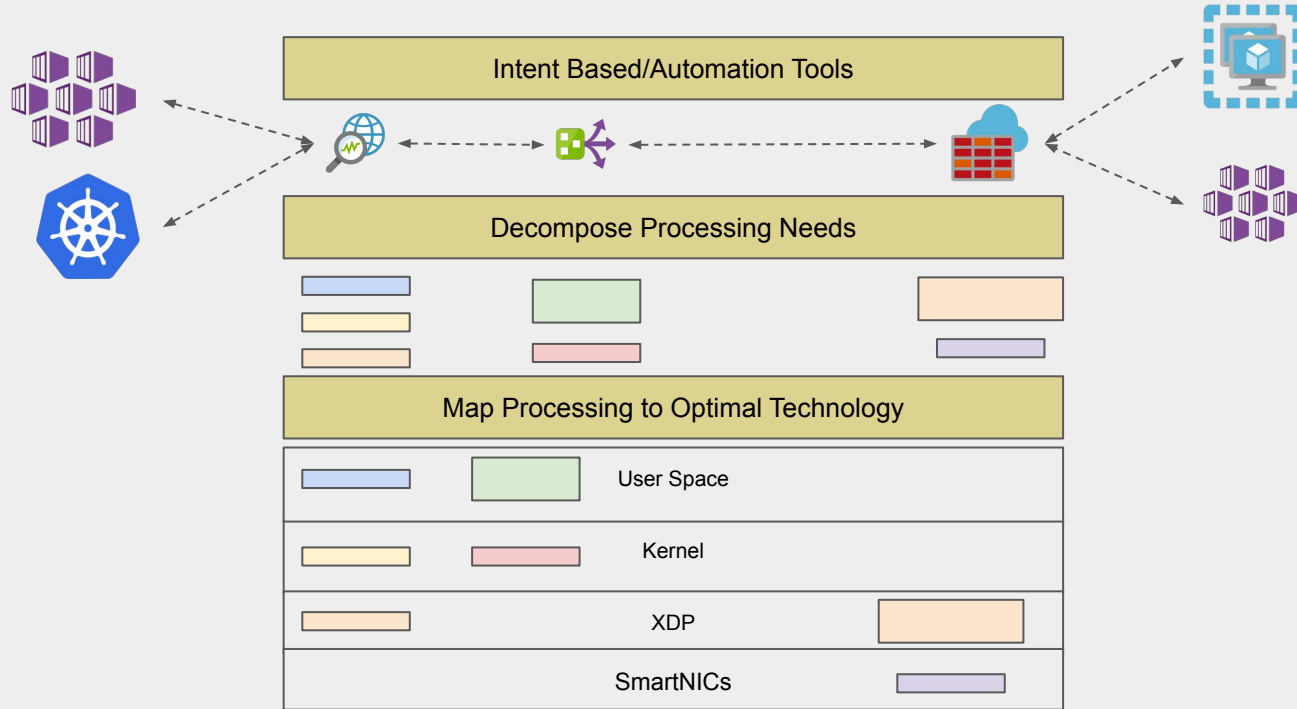 Intent Based/Automation Tools
Decompose Processing Needs
Map Processing to Optimal Technology
User Space
Kernel
XDP
SmartNICs